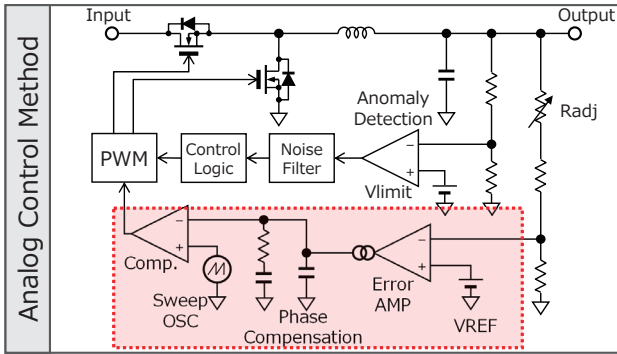 Analog Control Method
Input
Output
Anomaly
Detection
Radj
PWM
Control
Logic
Noise
Filter
−
+
Vlimit
−
+
Comp.
Sweep
OSC
Phase
Compensation
−
+
Error
AMP
VREF